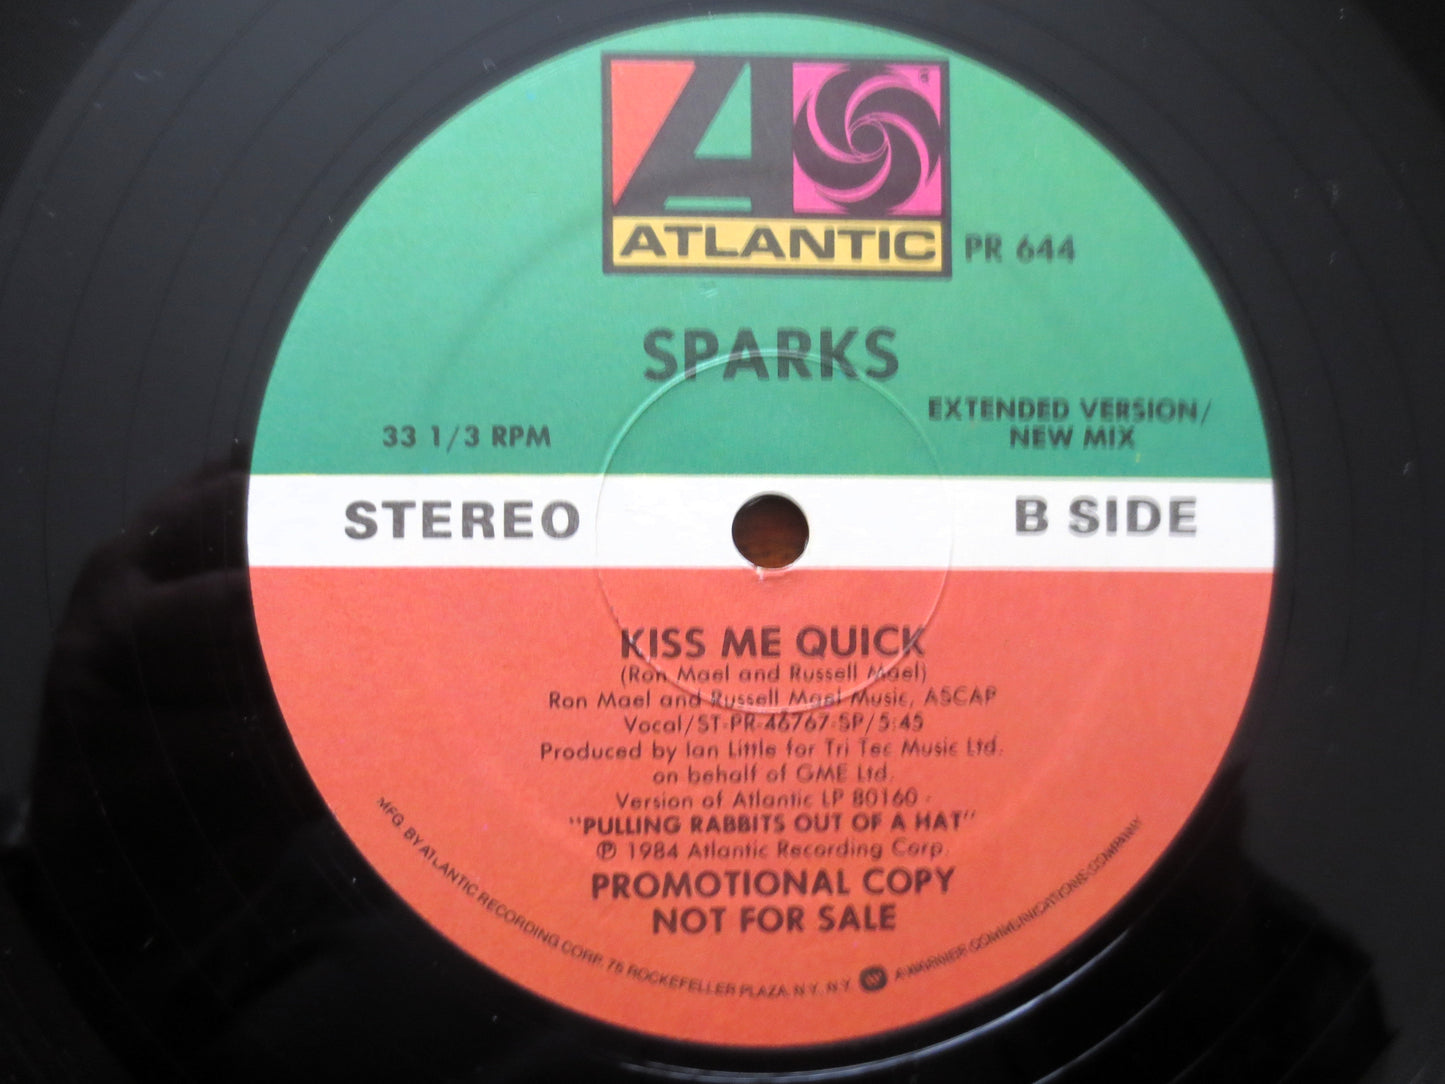 ATLANTIC
PR 644
SPARKS
33 1/3 RPM
EXTENDED VERSION/
NEW MIX
STEREO
B SIDE
KISS ME QUICK
(Ron Mael and Russell Mael)
Ron Mael and Russell Mael Music, ASCAP
Vocal/ST-PR-46767-SP/5:45
Produced by Ian Little for Tri Tec Music Ltd.
on behalf of GME Ltd.
Version of Atlantic LP 80160 -
"PULLING RABBITS OUT OF A HAT"
℗ 1984 Atlantic Recording Corp.
PROMOTIONAL COPY
NOT FOR SALE
MFG. BY ATLANTIC RECORDING CORP. 75 ROCKEFELLER PLAZA, N.Y. N.Y. A WARNER COMMUNICATIONS COMPANY